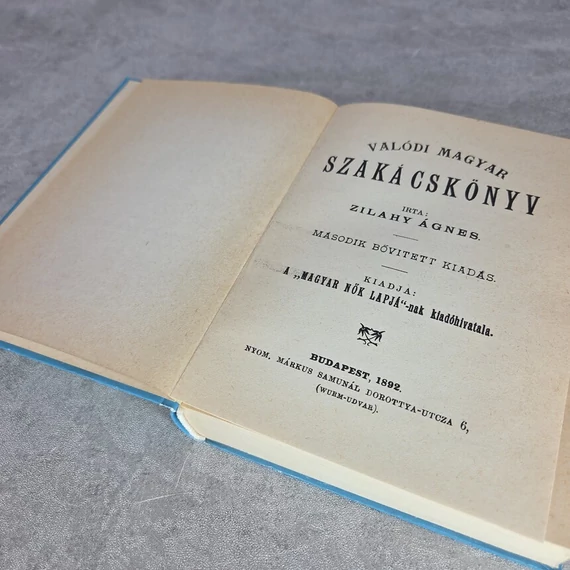 VALÓDI MAGYAR
SZAKÁCSKÖNYV
IRTA:
ZILAHY ÁGNES.
MÁSODIK BŐVITETT KIADÁS.
KIADJA:
A „MAGYAR NŐK LAPJA“-nak kiadóhivatala.
BUDAPEST, 1892.
NYOM. MÁRKUS SAMUNÁL DOROTTYA-UTCZA 6,
(WURM-UDVAR).